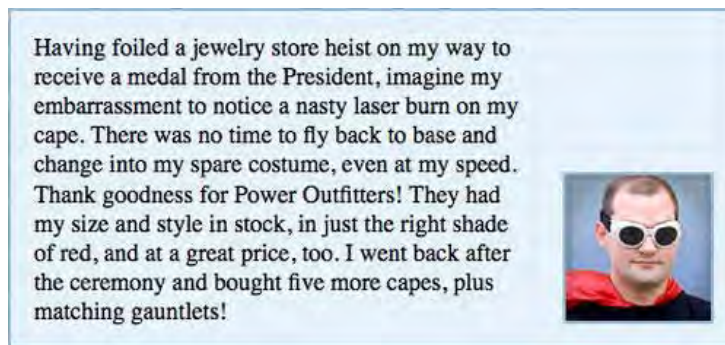 Having foiled a jewelry store heist on my way to
receive a medal from the President, imagine my
embarrassment to notice a nasty laser burn on my
cape. There was no time to fly back to base and
change into my spare costume, even at my speed.
Thank goodness for Power Outfitters! They had
my size and style in stock, in just the right shade
of red, and at a great price, too. I went back after
the ceremony and bought five more capes, plus
matching gauntlets!